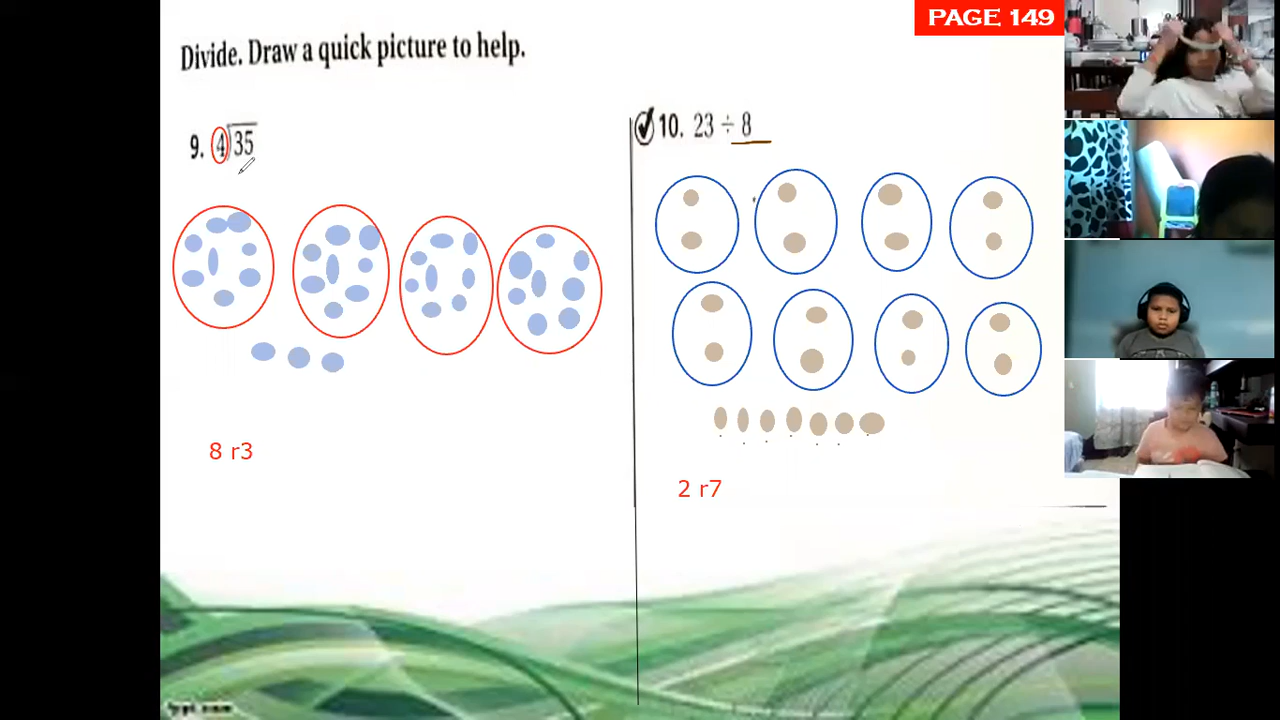 PAGE 149
Divide. Draw a quick picture to help.
9. 4 35
10. 23 ÷ 8
8 r3
2 r7